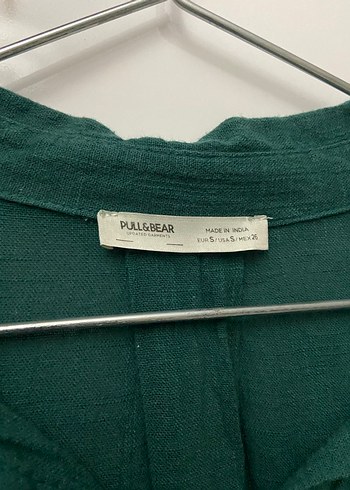 PULL&BEAR
UPDATED GARMENTS
MADE IN INDIA
EUR S / USA S / MEX 26